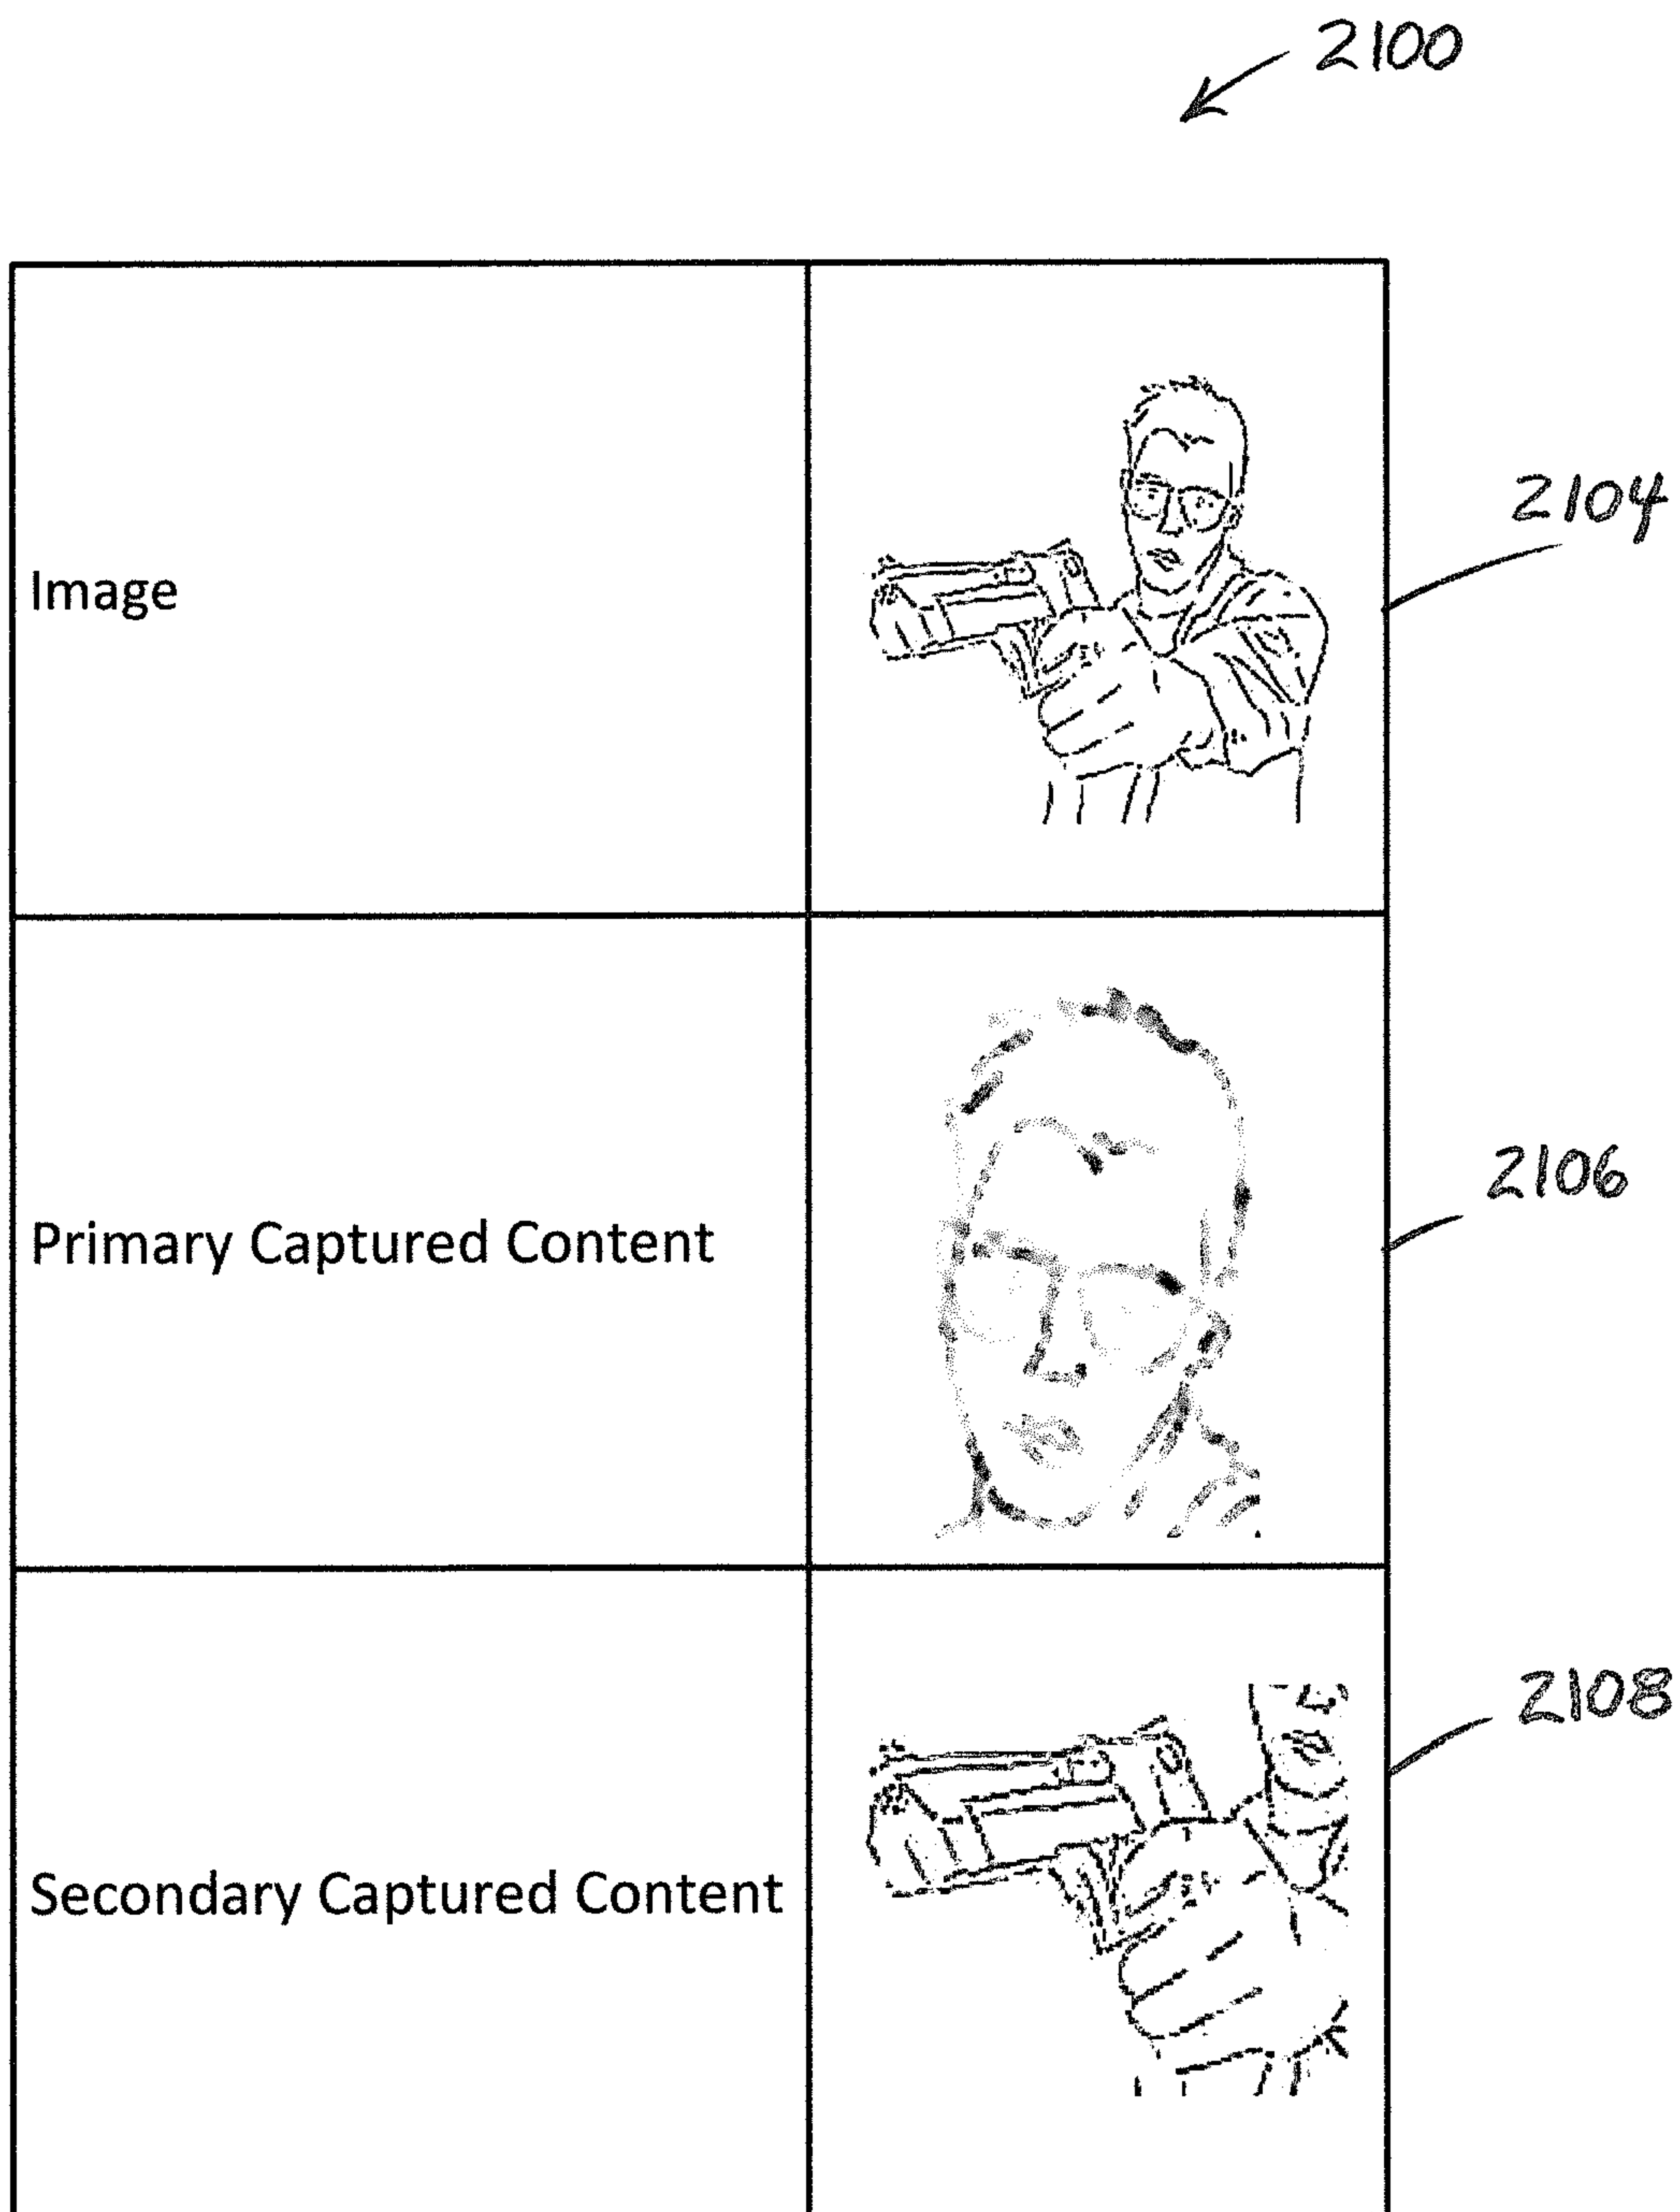 2100
Image
2104
Primary Captured Content
2106
Secondary Captured Content
2108